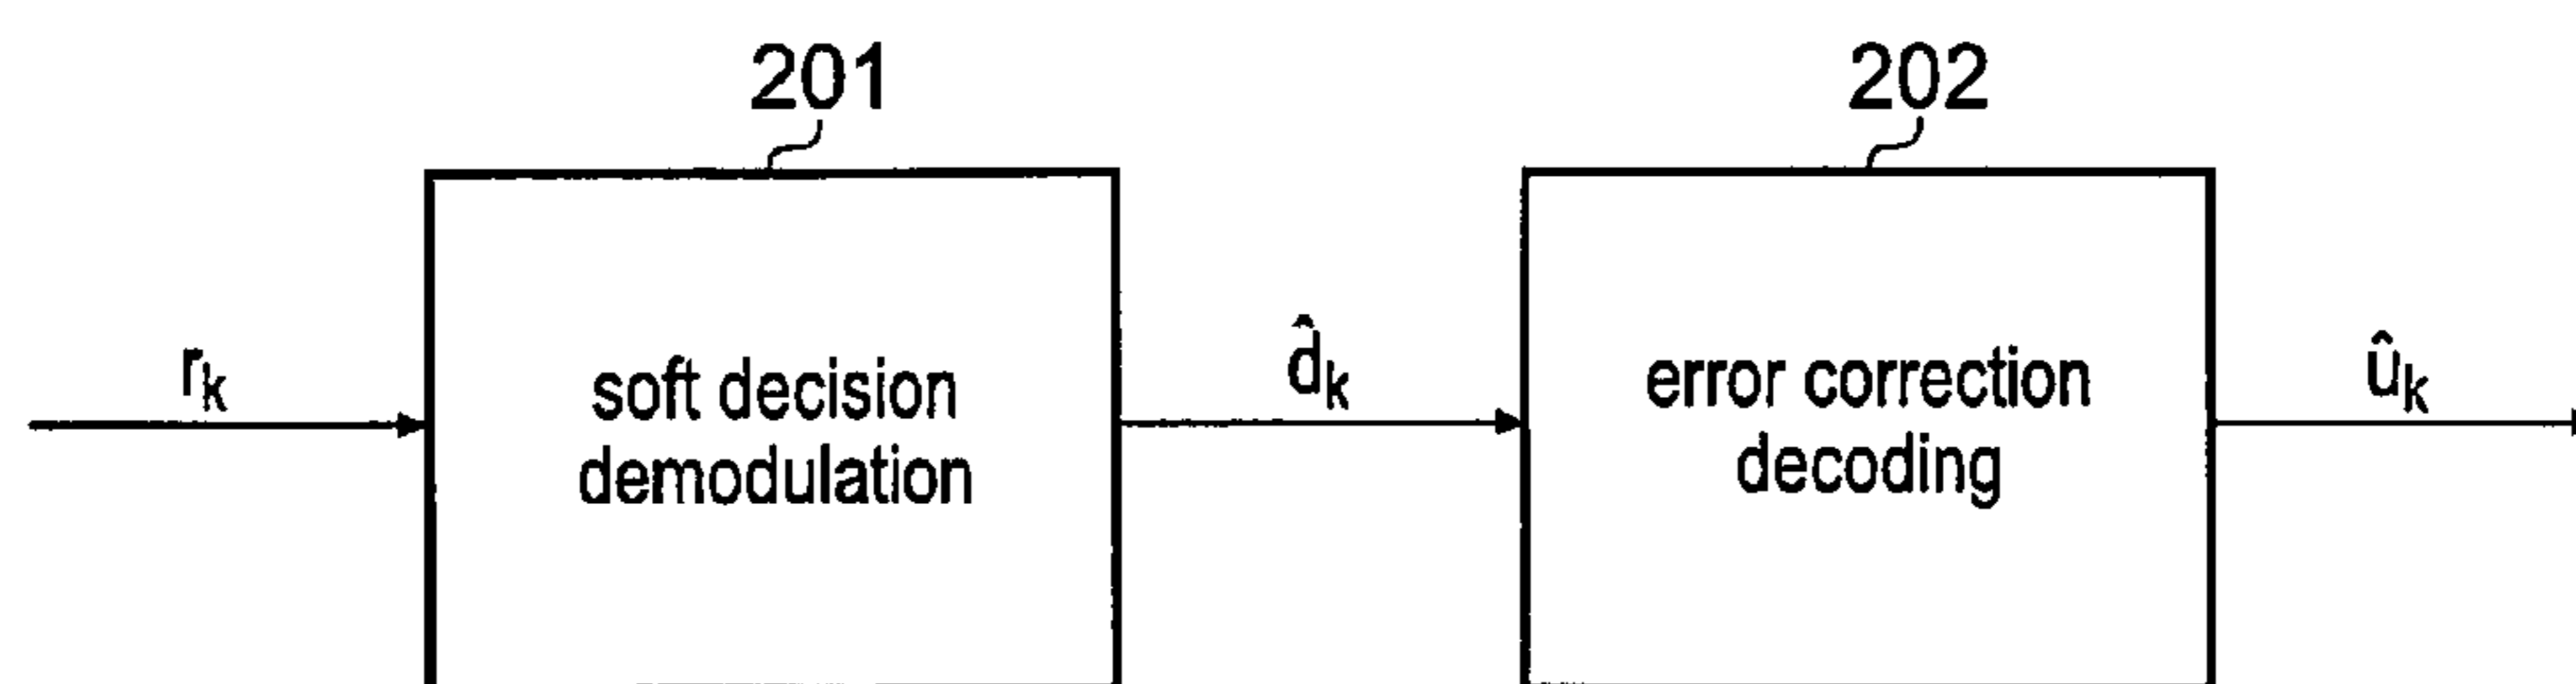 201
202
r_k
soft decision
demodulation
d̂_k
error correction
decoding
û_k